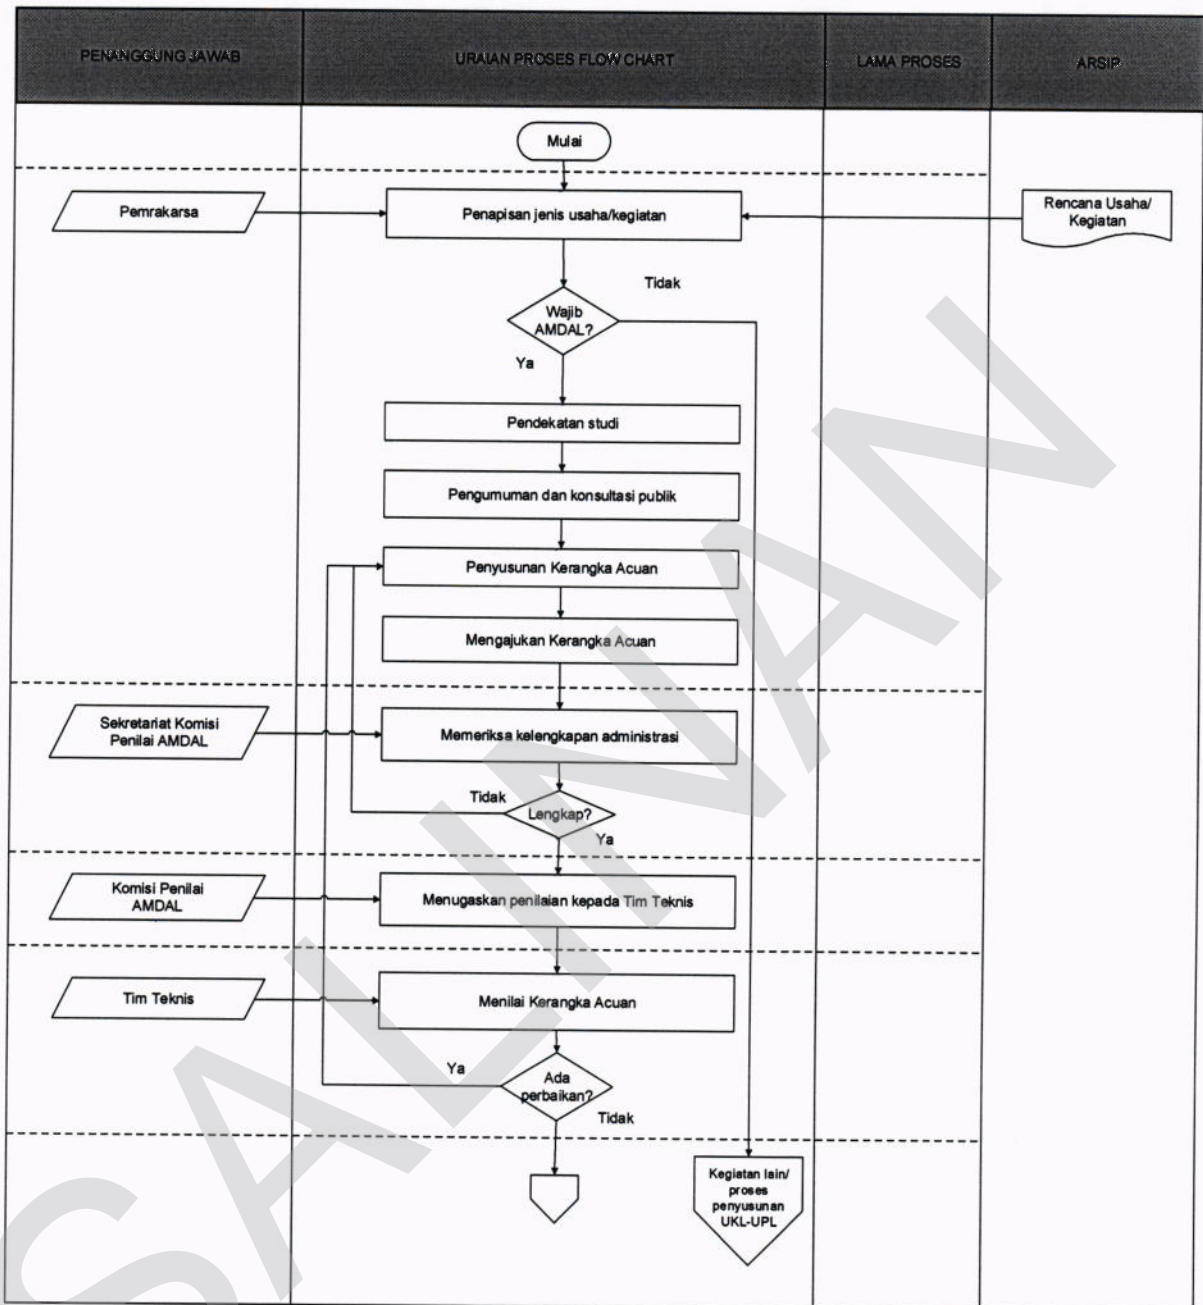 PENANGGUNG JAWAB
URAIAN PROSES FLOW CHART
LAMA PROSES
ARSIP
Mulai
Pemrakarsa
Penapisan jenis usaha/kegiatan
Rencana Usaha/
Kegiatan
Tidak
Wajib
AMDAL?
Ya
Pendekatan studi
Pengumuman dan konsultasi publik
Penyusunan Kerangka Acuan
Mengajukan Kerangka Acuan
Sekretariat Komisi
Penilai AMDAL
Memeriksa kelengkapan administrasi
Tidak
Lengkap?
Ya
Komisi Penilai
AMDAL
Menugaskan penilaian kepada Tim Teknis
Tim Teknis
Menilai Kerangka Acuan
Ya
Ada
perbaikan?
Tidak
Kegiatan lain/
proses
penyusunan
UKL-UPL
SALINAN